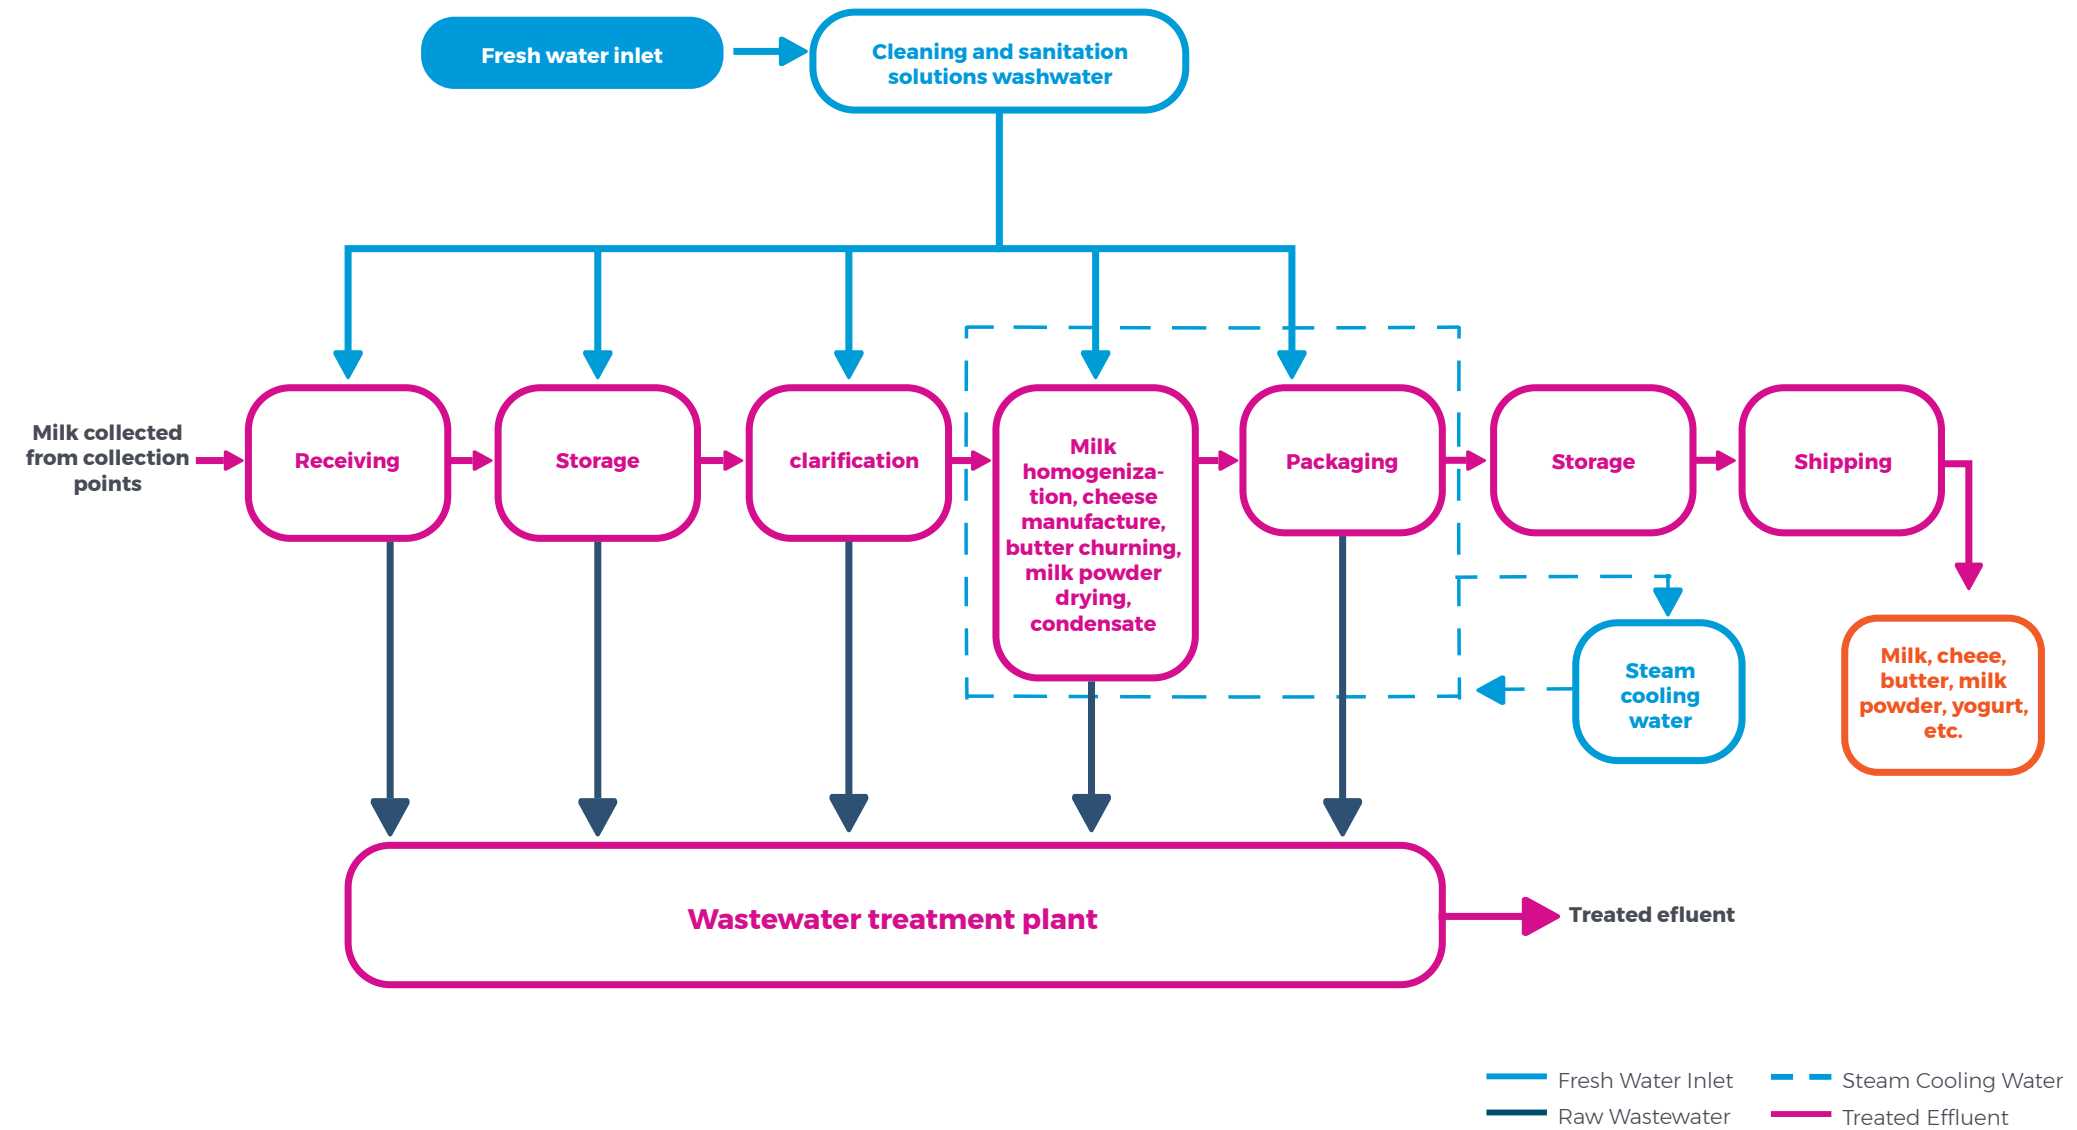 Fresh water inlet
Cleaning and sanitation
solutions washwater
Milk collected
from collection
points
Receiving
Storage
clarification
Milk
homogeniza-
tion, cheese
manufacture,
butter churning,
milk powder
drying,
condensate
Packaging
Storage
Shipping
Steam
cooling
water
Milk, cheee,
butter, milk
powder, yogurt,
etc.
Wastewater treatment plant
Treated efluent
Fresh Water Inlet
Steam Cooling Water
Raw Wastewater
Treated Effluent